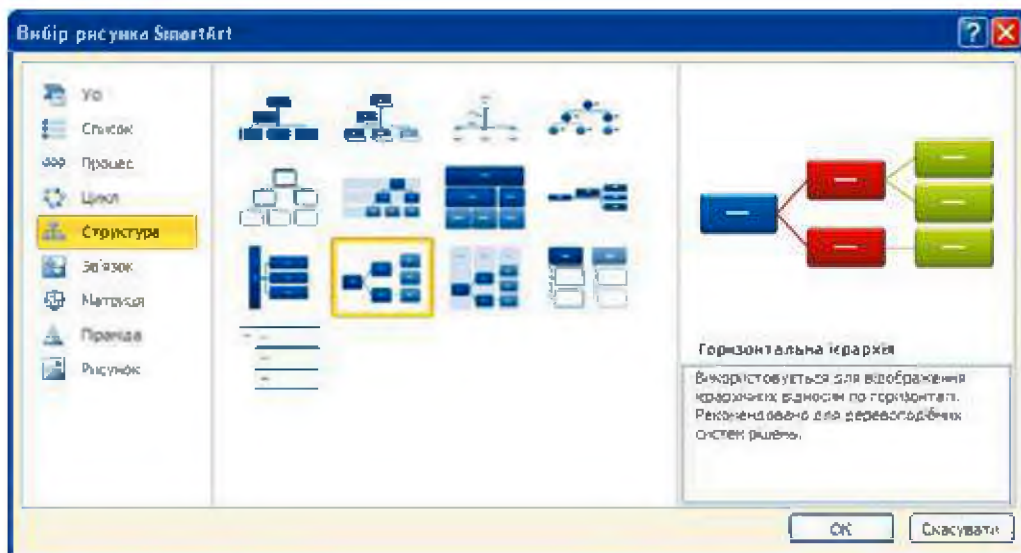 Вибір рисунка SmartArt
Усі
Список
Процес
Цикл
Структура
Зв'язок
Матриця
Піраміда
Рисунок
Горизонтальна ієрархія
Використовується для відображення
ієрархічних відносин по горизонталі.
Рекомендовано для деревоподібних
систем рішень.
ОК
Скасувати